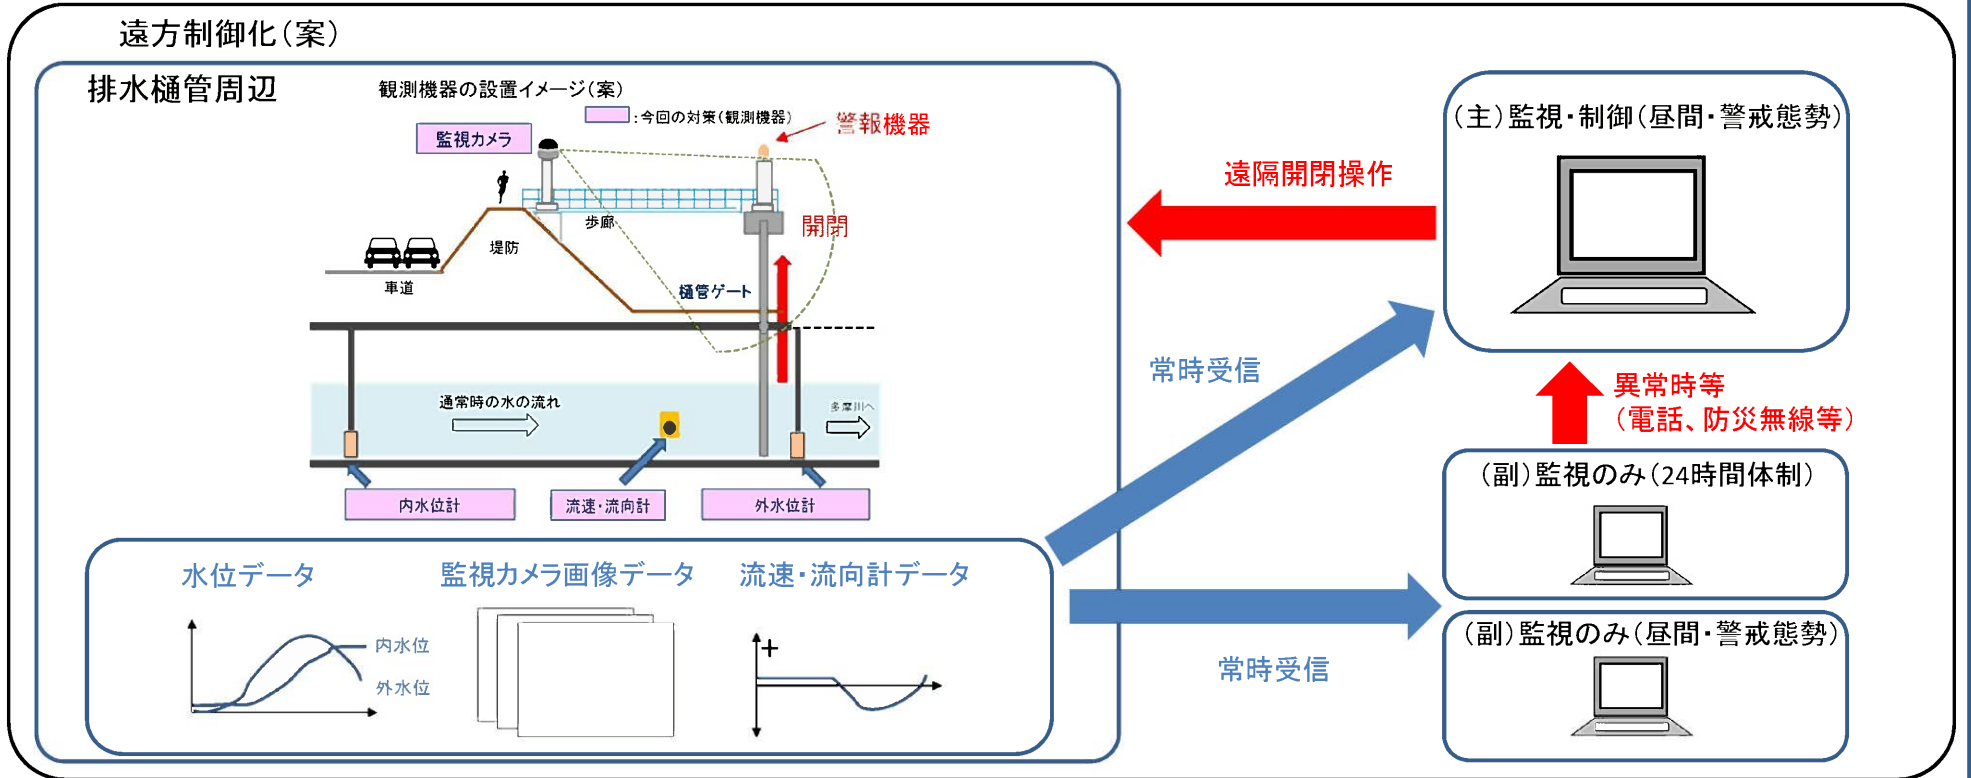 遠方制御化（案）
排水樋管周辺
観測機器の設置イメージ（案）
：今回の対策（観測機器）
監視カメラ
警報機器
歩廊
開閉
堤防
車道
樋管ゲート
通常時の水の流れ
多摩川へ
内水位計
流速・流向計
外水位計
水位データ
監視カメラ画像データ
流速・流向計データ
内水位
外水位
＋
遠隔開閉操作
常時受信
常時受信
（主）監視・制御（昼間・警戒態勢）
異常時等
（電話、防災無線等）
（副）監視のみ（24時間体制）
（副）監視のみ（昼間・警戒態勢）